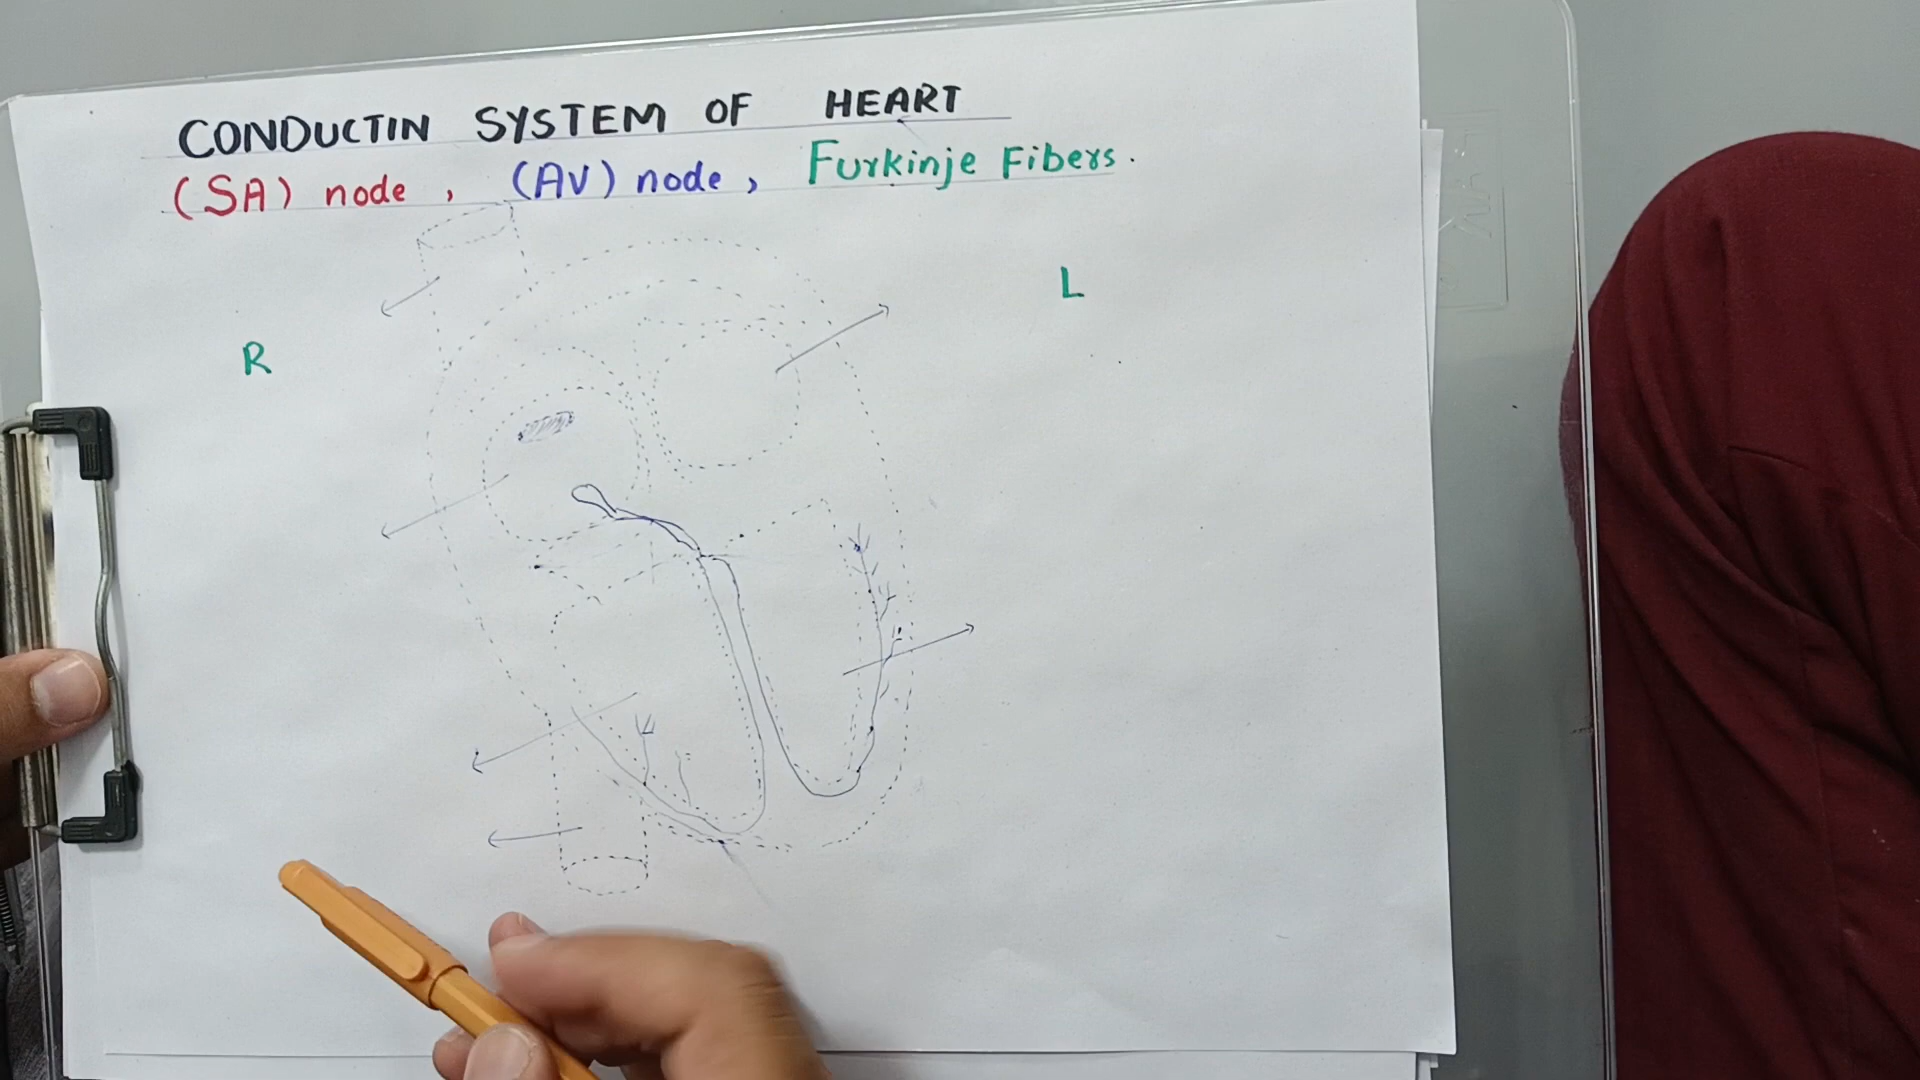 CONDUCTIN SYSTEM OF HEART
(SA) node, (AV) node, Furkinje Fibers.
L
R